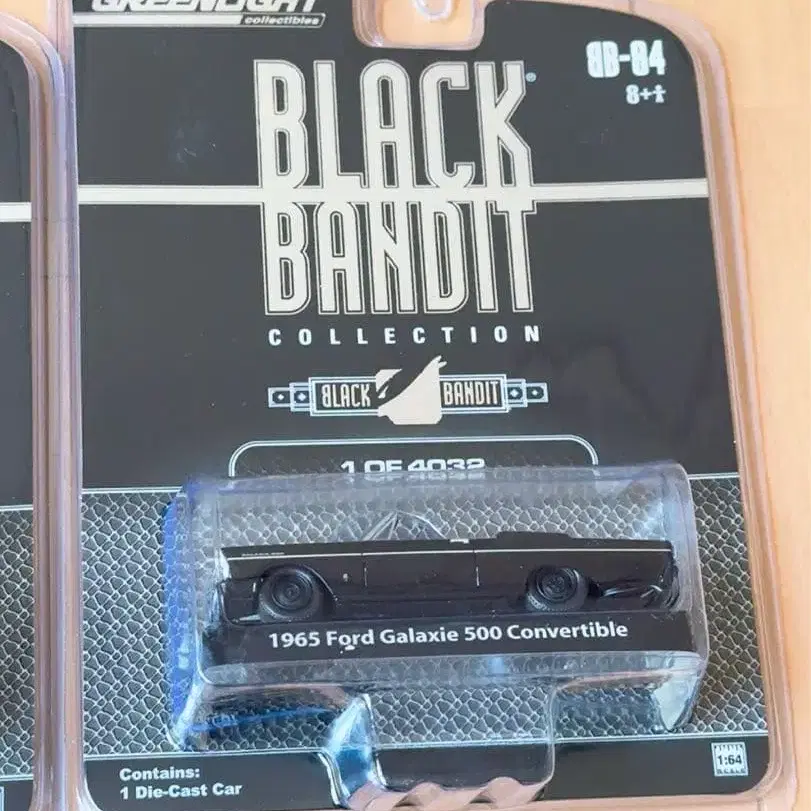 GREENLIGHT
collectibles
BB-04
8+
BLACK
BANDIT
COLLECTION
BLACK BANDIT
1 OF 4032
1965 Ford Galaxie 500 Convertible
Contains:
1 Die-Cast Car
1:64